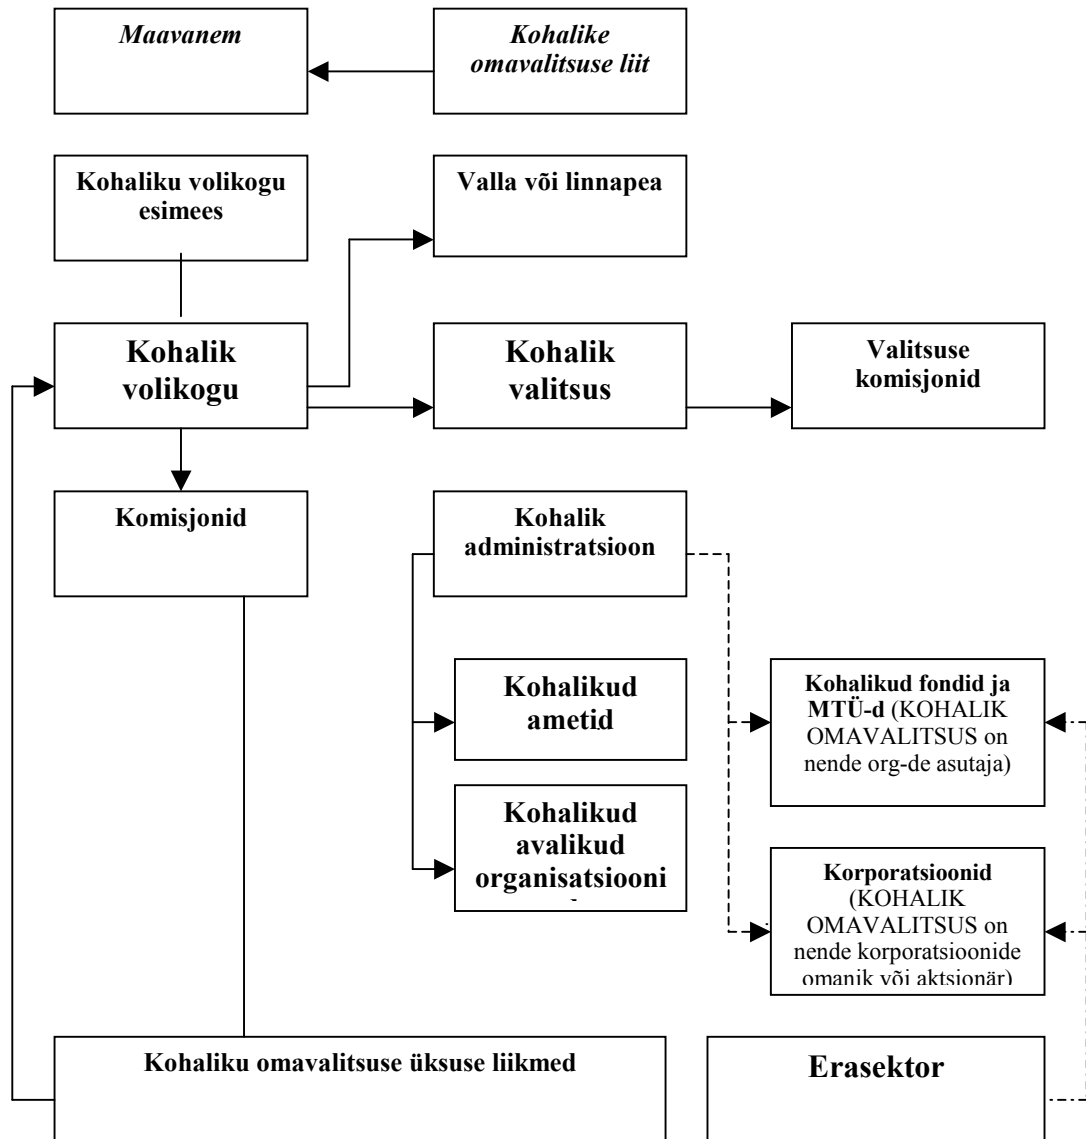 Maavanem
Kohalike
omavalitsuse liit
Kohaliku volikogu
esimees
Valla või linnapea
Kohalik
volikogu
Kohalik
valitsus
Valitsuse
komisjonid
Komisjonid
Kohalik
administratsioon
Kohalikud
ametid
Kohalikud fondid ja
MTÜ-d (KOHALIK
OMAVALITSUS on
nende org-de asutaja)
Kohalikud
avalikud
organisatsiooni
Korporatsioonid
(KOHALIK
OMAVALITSUS on
nende korporatsioonide
omanik või aktsionär)
Kohaliku omavalitsuse üksuse liikmed
Erasektor